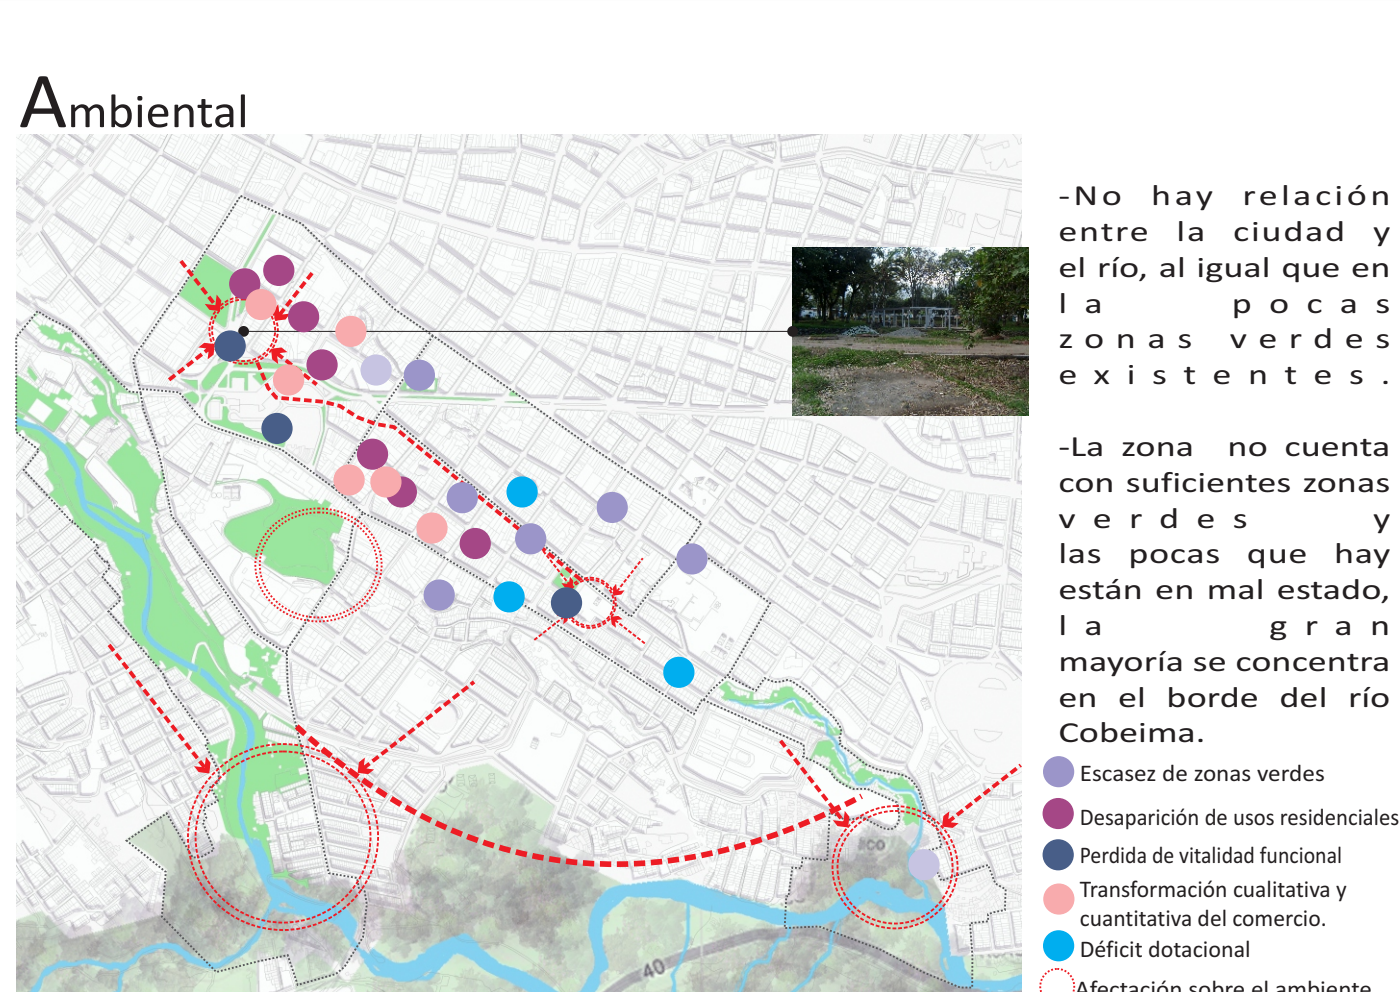 Ambiental
-No hay relación
entre la ciudad y
el río, al igual que en
la pocas
zonas verdes
existentes.
-La zona no cuenta
con suficientes zonas
verdes y
las pocas que hay
están en mal estado,
la gran
mayoría se concentra
en el borde del río
Cobeima.
Escasez de zonas verdes
Desaparición de usos residenciales
Perdida de vitalidad funcional
Transformación cualitativa y
cuantitativa del comercio.
Déficit dotacional
Afectación sobre el ambiente
ECO
40